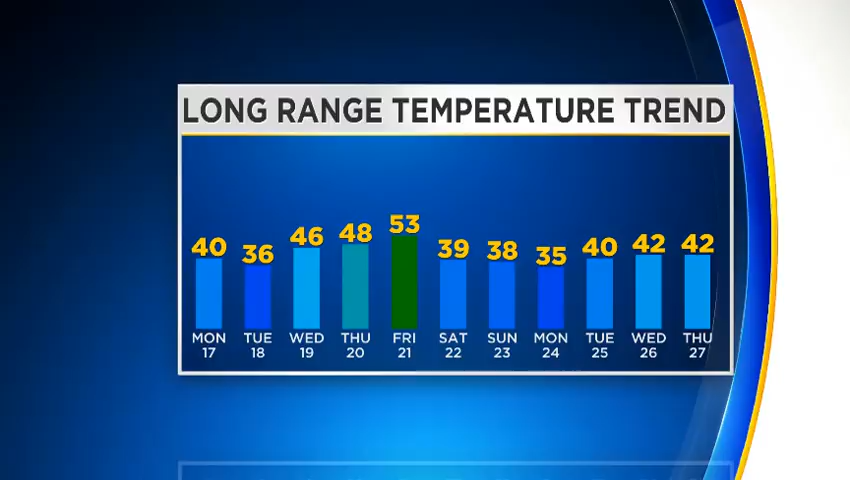 LONG RANGE TEMPERATURE TREND
40 36 46 48 53 39 38 35 40 42 42
MON TUE WED THU FRI SAT SUN MON TUE WED THU
17 18 19 20 21 22 23 24 25 26 27